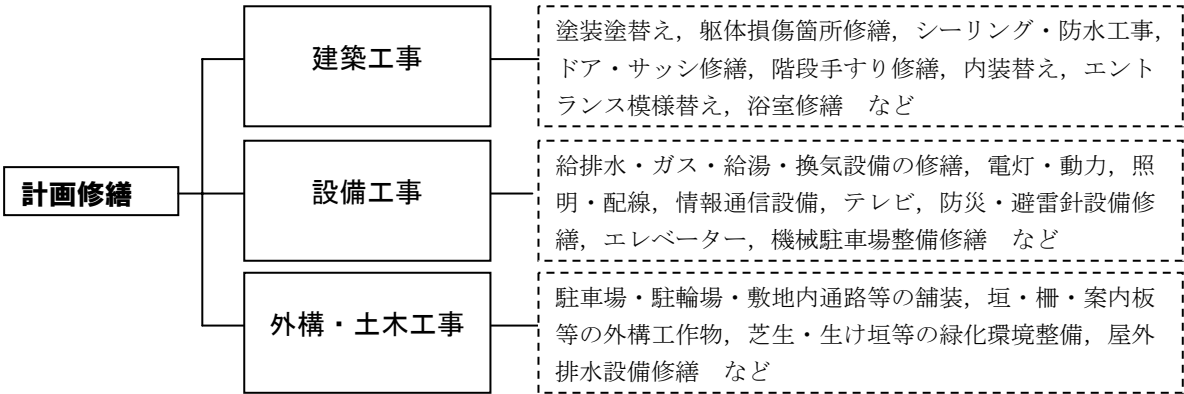 計画修繕
建築工事
塗装塗替え，躯体損傷箇所修繕，シーリング・防水工事，
ドア・サッシ修繕，階段手すり修繕，内装替え，エント
ランス模様替え，浴室修繕　など
設備工事
給排水・ガス・給湯・換気設備の修繕，電灯・動力，照
明・配線，情報通信設備，テレビ，防災・避雷針設備修
繕，エレベーター，機械駐車場整備修繕　など
外構・土木工事
駐車場・駐輪場・敷地内通路等の舗装，垣・柵・案内板
等の外構工作物，芝生・生け垣等の緑化環境整備，屋外
排水設備修繕　など